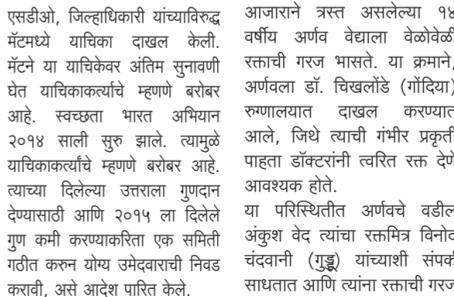 एसडीओ, जिल्हाधिकारी यांच्याविरुद्ध
मॅटमध्ये याचिका दाखल केली.
मॅटने या याचिकेवर अंतिम सुनावणी
घेत याचिकाकर्त्याचे म्हणणे बरोबर
आहे. स्वच्छता भारत अभियान
२०१४ साली सुरु झाले. त्यामुळे
याचिकाकर्त्यांचे म्हणणे बरोबर आहे.
त्याच्या दिलेल्या उत्तराला गुणदान
देण्यासाठी आणि २०१५ ला दिलेले
गुण कमी करण्याकरिता एक समिती
गठीत करुन योग्य उमेदवाराची निवड
करावी, असे आदेश पारित केले.
आजाराने त्रस्त असलेल्या १४
वर्षीय अर्णव वेद्याला वेळोवेळी
रक्ताची गरज भासते. या क्रमाने,
अर्णवला डॉ. चिखलोंडे (गोंदिया)
रुग्णालयात दाखल करण्यात
आले, जिथे त्याची गंभीर प्रकृती
पाहता डॉक्टरांनी त्वरित रक्त देणे
आवश्यक होते.
या परिस्थितीत अर्णवचे वडील
अंकुश वेद त्यांचा रक्तमित्र विनोद
चंदवानी (गुड्डू) यांच्याशी संपर्क
साधतात आणि त्यांना रक्ताची गरज